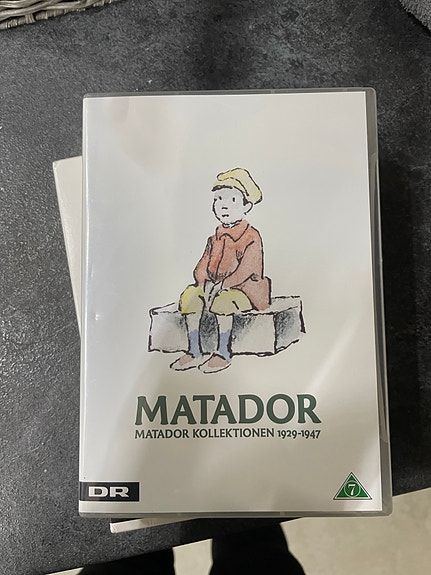 MATADOR
MATADOR KOLLEKTIONEN 1929-1947
DR
7